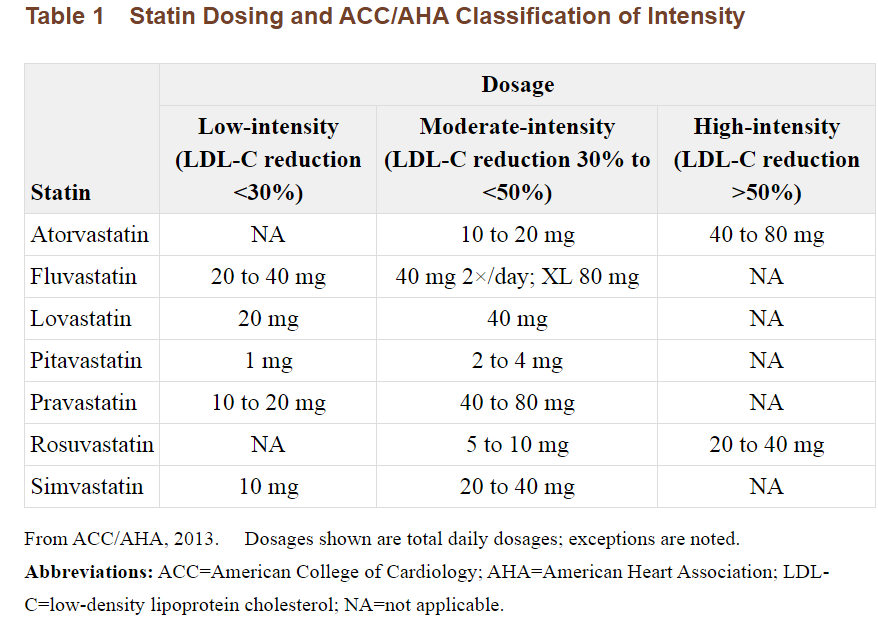 Table 1 Statin Dosing and ACC/AHA Classification of Intensity
Dosage
Statin Low-intensity (LDL-C reduction <30%) Moderate-intensity (LDL-C reduction 30% to <50%) High-intensity (LDL-C reduction >50%)
Atorvastatin NA 10 to 20 mg 40 to 80 mg
Fluvastatin 20 to 40 mg 40 mg 2×/day; XL 80 mg NA
Lovastatin 20 mg 40 mg NA
Pitavastatin 1 mg 2 to 4 mg NA
Pravastatin 10 to 20 mg 40 to 80 mg NA
Rosuvastatin NA 5 to 10 mg 20 to 40 mg
Simvastatin 10 mg 20 to 40 mg NA
From ACC/AHA, 2013. Dosages shown are total daily dosages; exceptions are noted.
Abbreviations: ACC=American College of Cardiology; AHA=American Heart Association; LDL-
C=low-density lipoprotein cholesterol; NA=not applicable.